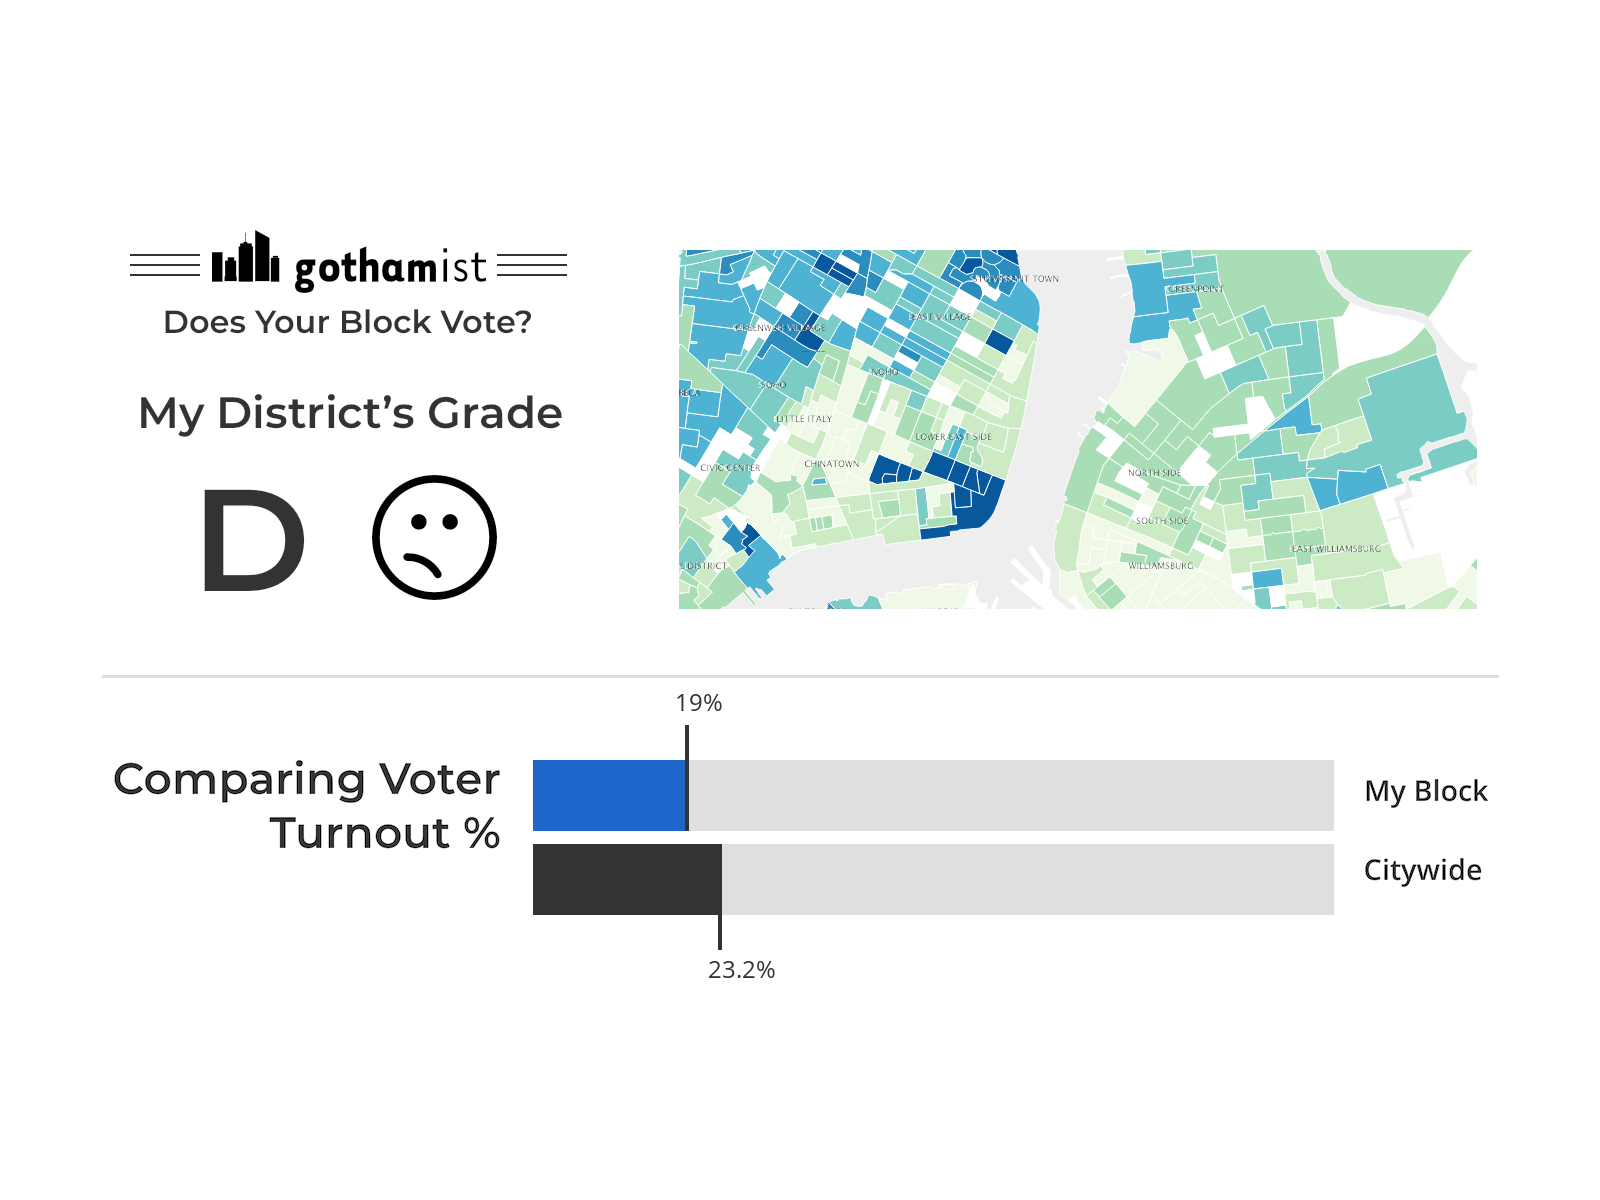 gothamist
Does Your Block Vote?
My District’s Grade
D
STUYVESANT TOWN
GREENPOINT
EAST VILLAGE
GREENWICH VILLAGE
NOHO
SOHO
LITTLE ITALY
LOWER EAST SIDE
CHINATOWN
CIVIC CENTER
NORTH SIDE
SOUTH SIDE
EAST WILLIAMSBURG
DISTRICT
WILLIAMSBURG
19%
Comparing Voter
Turnout %
My Block
Citywide
23.2%